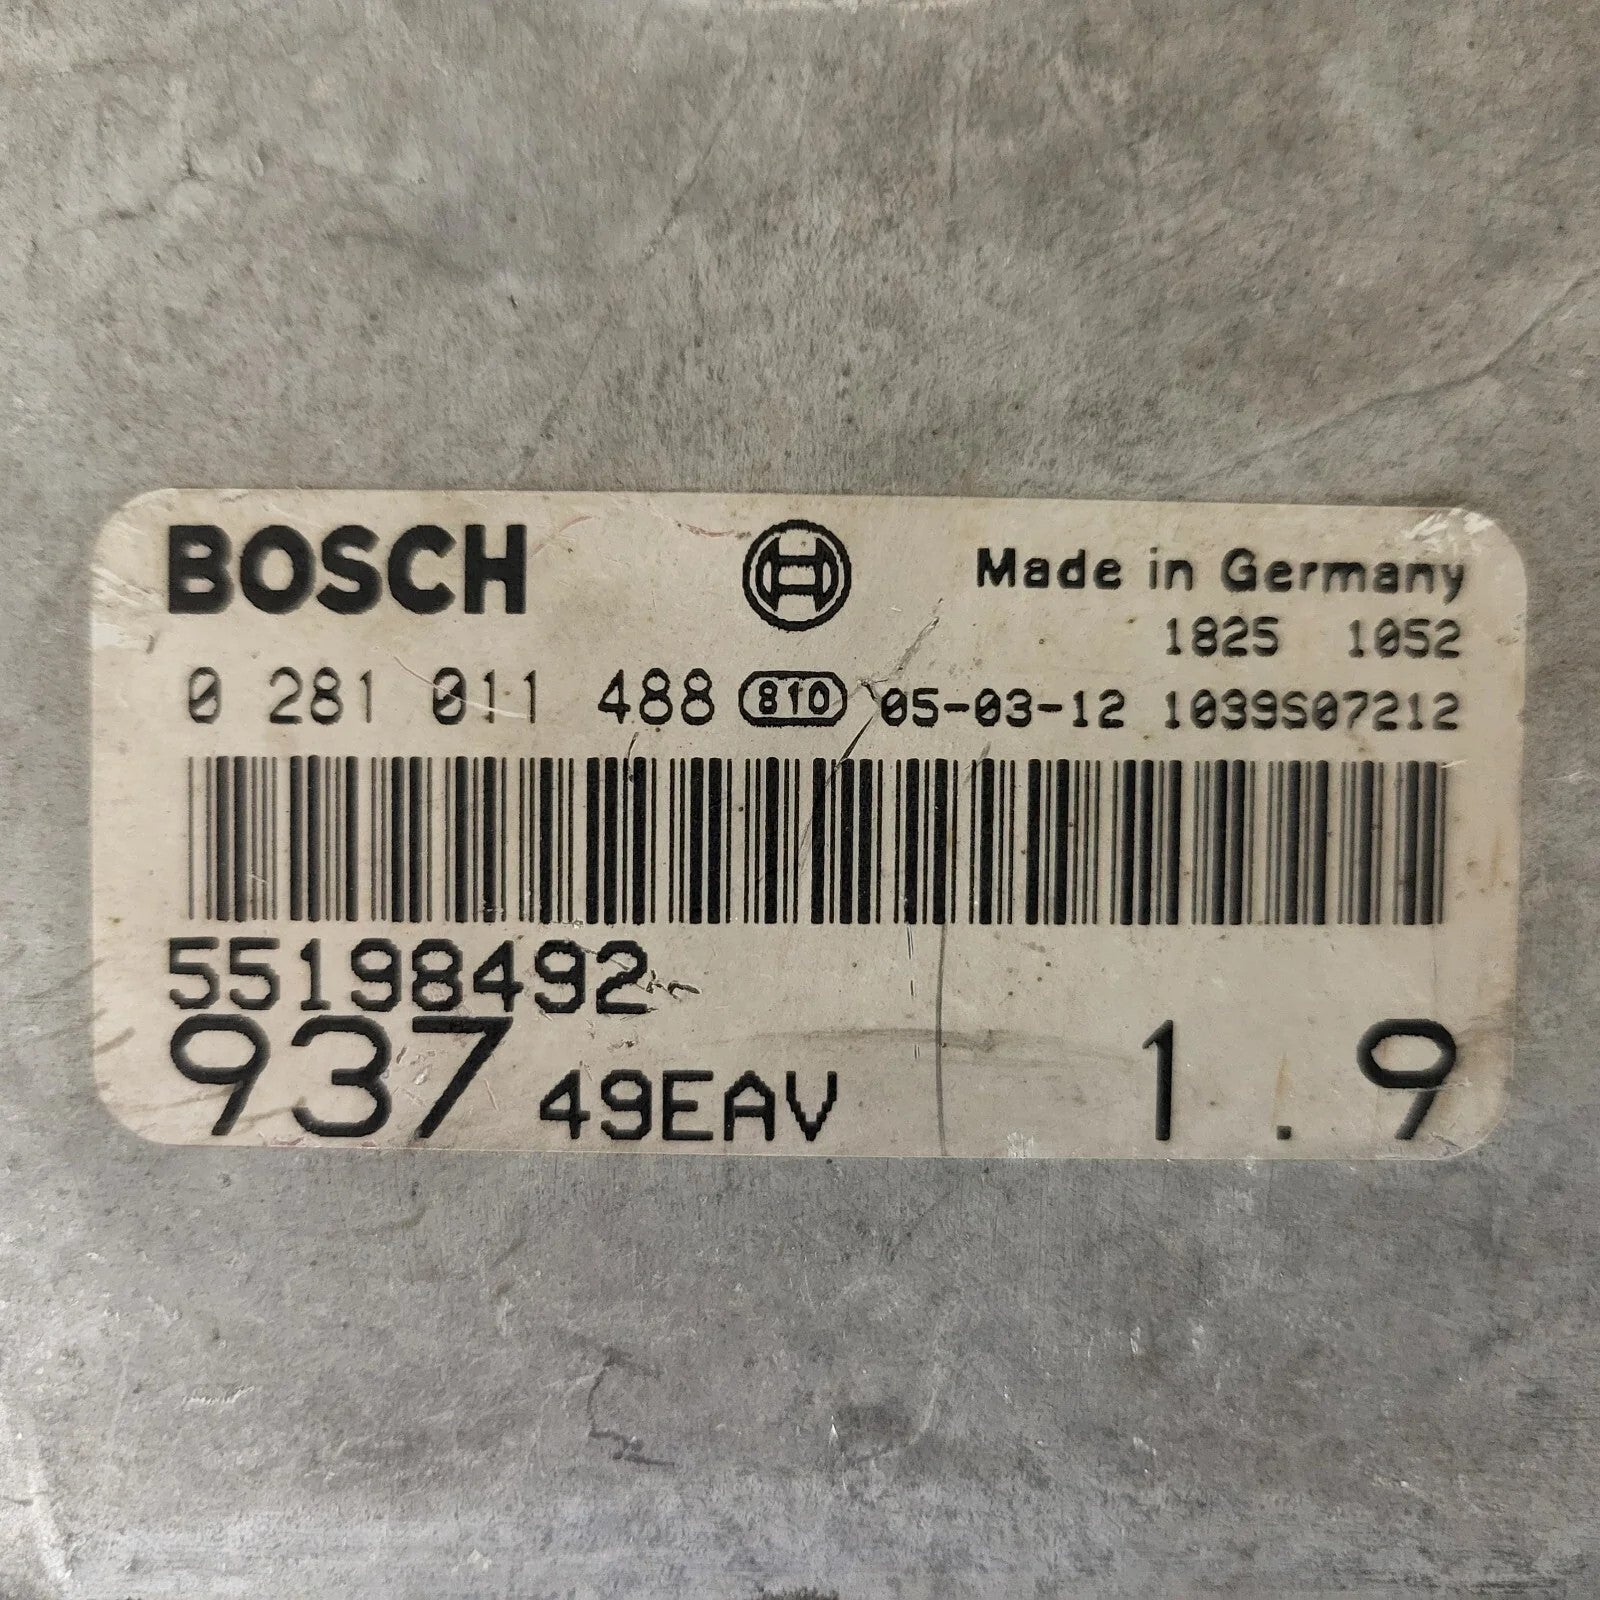 BOSCH
Made in Germany
1825 1052
0 281 011 488 810 05-03-12 1039S07212
55198492
937 49EAV 1.9